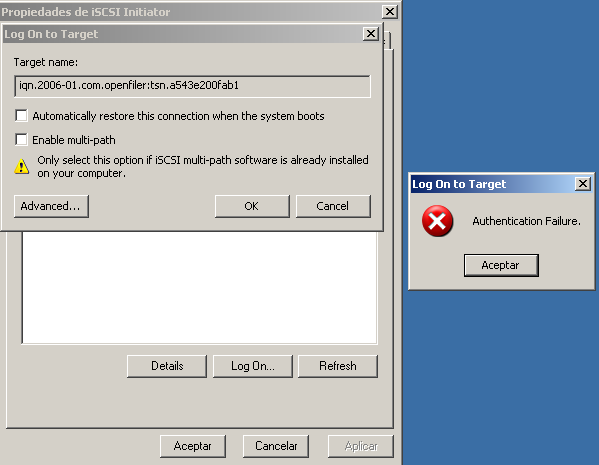 Propiedades de iSCSI Initiator
Log On to Target
Target name:
iqn.2006-01.com.openfiler:tsn.a543e200fab1
Automatically restore this connection when the system boots
Enable multi-path
Only select this option if iSCSI multi-path software is already installed
on your computer.
Advanced...
OK
Cancel
Log On to Target
Authentication Failure.
Aceptar
Details
Log On...
Refresh
Aceptar
Cancelar
Aplicar